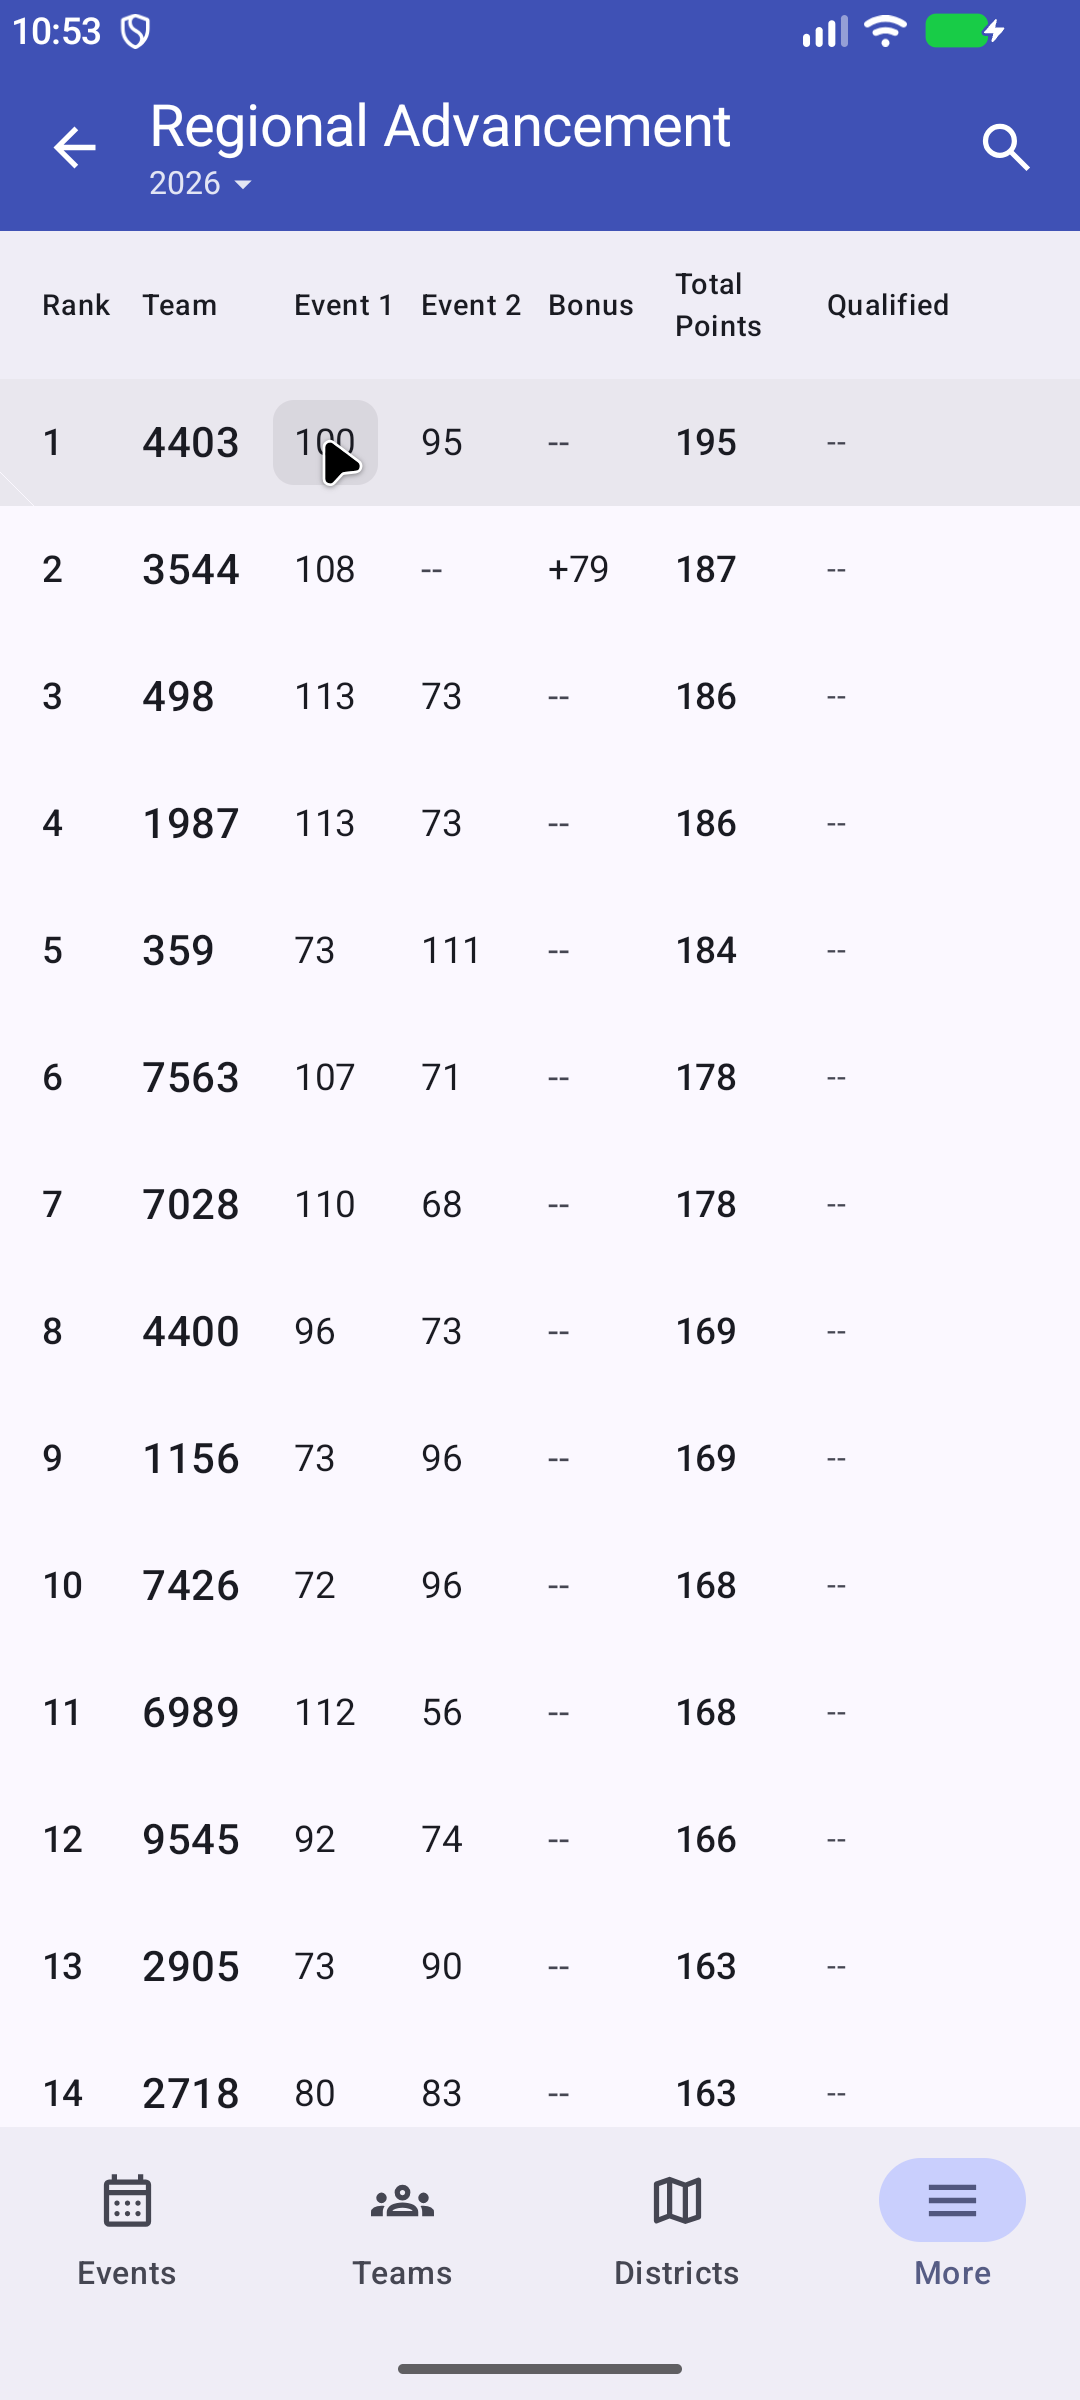 10:53
Regional Advancement
2026
Rank Team Event 1 Event 2 Bonus Total Points Qualified
1 4403 100 95 -- 195 --
2 3544 108 -- +79 187 --
3 498 113 73 -- 186 --
4 1987 113 73 -- 186 --
5 359 73 111 -- 184 --
6 7563 107 71 -- 178 --
7 7028 110 68 -- 178 --
8 4400 96 73 -- 169 --
9 1156 73 96 -- 169 --
10 7426 72 96 -- 168 --
11 6989 112 56 -- 168 --
12 9545 92 74 -- 166 --
13 2905 73 90 -- 163 --
14 2718 80 83 -- 163 --
Events Teams Districts More